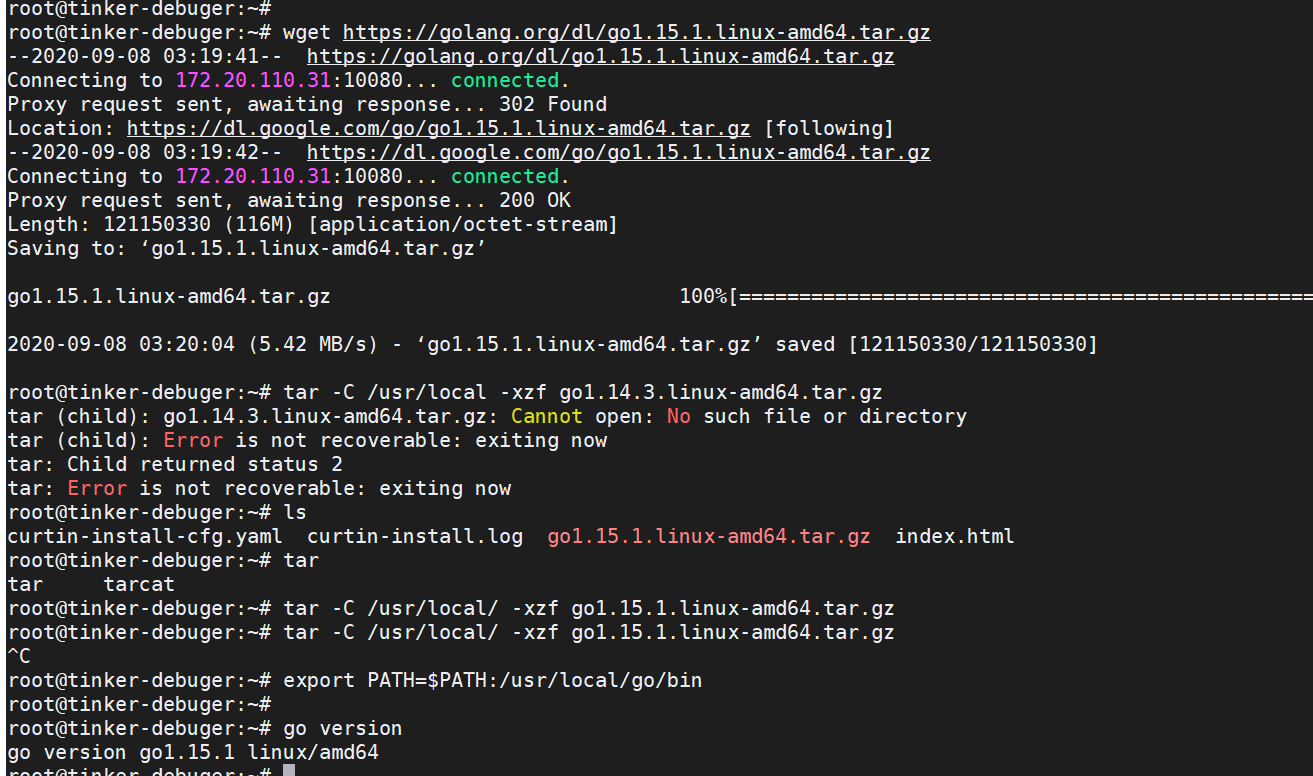 root@tinker-debuger:~#
root@tinker-debuger:~# wget https://golang.org/dl/go1.15.1.linux-amd64.tar.gz
--2020-09-08 03:19:41--  https://golang.org/dl/go1.15.1.linux-amd64.tar.gz
Connecting to 172.20.110.31:10080... connected.
Proxy request sent, awaiting response... 302 Found
Location: https://dl.google.com/go/go1.15.1.linux-amd64.tar.gz [following]
--2020-09-08 03:19:42--  https://dl.google.com/go/go1.15.1.linux-amd64.tar.gz
Connecting to 172.20.110.31:10080... connected.
Proxy request sent, awaiting response... 200 OK
Length: 121150330 (116M) [application/octet-stream]
Saving to: ‘go1.15.1.linux-amd64.tar.gz’
go1.15.1.linux-amd64.tar.gz                             100%[================================================
2020-09-08 03:20:04 (5.42 MB/s) - ‘go1.15.1.linux-amd64.tar.gz’ saved [121150330/121150330]
root@tinker-debuger:~# tar -C /usr/local -xzf go1.14.3.linux-amd64.tar.gz
tar (child): go1.14.3.linux-amd64.tar.gz: Cannot open: No such file or directory
tar (child): Error is not recoverable: exiting now
tar: Child returned status 2
tar: Error is not recoverable: exiting now
root@tinker-debuger:~# ls
curtin-install-cfg.yaml  curtin-install.log  go1.15.1.linux-amd64.tar.gz  index.html
root@tinker-debuger:~# tar
tar     tarcat
root@tinker-debuger:~# tar -C /usr/local/ -xzf go1.15.1.linux-amd64.tar.gz
root@tinker-debuger:~# tar -C /usr/local/ -xzf go1.15.1.linux-amd64.tar.gz
^C
root@tinker-debuger:~# export PATH=$PATH:/usr/local/go/bin
root@tinker-debuger:~#
root@tinker-debuger:~# go version
go version go1.15.1 linux/amd64
root@tinker-debuger:~#